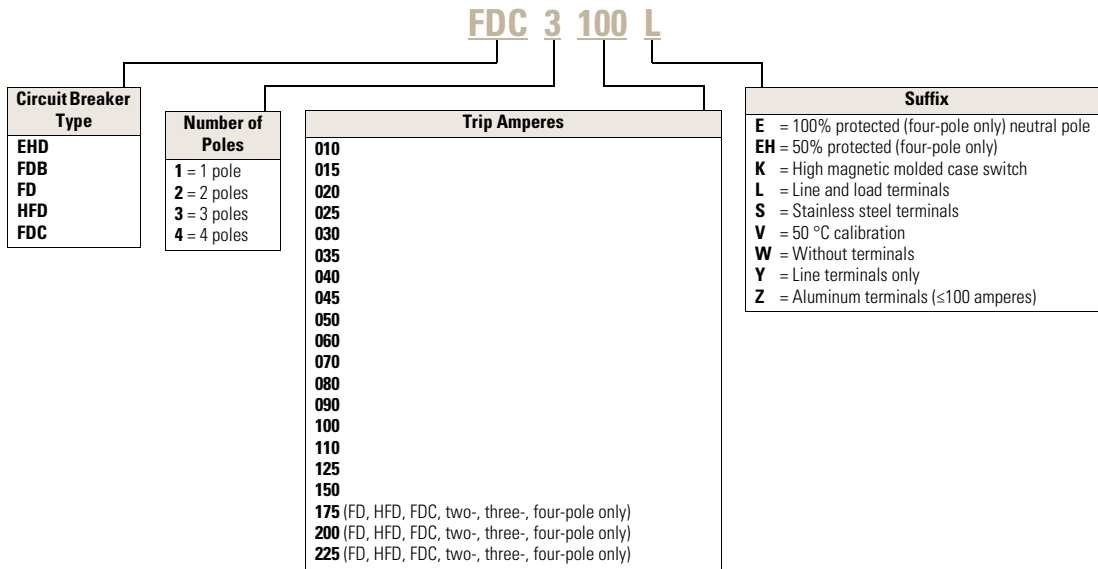 FDC 3 100 L
Circuit Breaker
Type
EHD
FDB
FD
HFD
FDC
Number of
Poles
1 = 1 pole
2 = 2 poles
3 = 3 poles
4 = 4 poles
Trip Amperes
010
015
020
025
030
035
040
045
050
060
070
080
090
100
110
125
150
175 (FD, HFD, FDC, two-, three-, four-pole only)
200 (FD, HFD, FDC, two-, three-, four-pole only)
225 (FD, HFD, FDC, two-, three-, four-pole only)
Suffix
E = 100% protected (four-pole only) neutral pole
EH = 50% protected (four-pole only)
K = High magnetic molded case switch
L = Line and load terminals
S = Stainless steel terminals
V = 50 °C calibration
W = Without terminals
Y = Line terminals only
Z = Aluminum terminals (≤100 amperes)